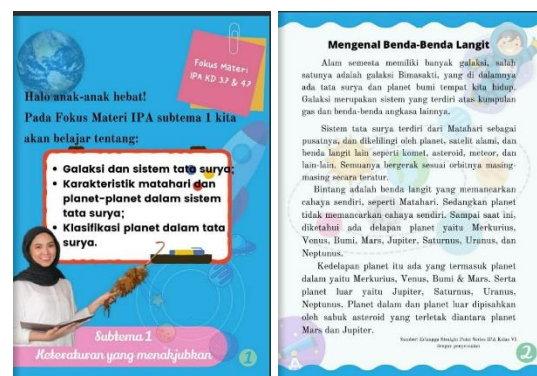 Fokus Materi
IPA KD 3.7 & 4.7
Halo anak-anak hebat!
Pada Fokus Materi IPA subtema 1 kita
akan belajar tentang:
• Galaksi dan sistem tata surya;
• Karakteristik matahari dan
planet-planet dalam sistem
tata surya;
• Klasifikasi planet dalam tata
surya.
Subtema 1
Keteraturan yang menakjubkan
1
Mengenal Benda-Benda Langit
Alam semesta memiliki banyak galaksi, salah
satunya adalah galaksi Bimasakti, yang di dalamnya
ada tata surya dan planet bumi tempat kita hidup.
Galaksi merupakan sistem yang terdiri atas kumpulan
gas dan benda-benda angkasa lainnya.
Sistem tata surya terdiri dari Matahari sebagai
pusatnya, dan dikelilingi oleh planet, satelit alami, dan
benda langit lain seperti komet, asteroid, meteor, dan
lain-lain. Semuanya bergerak sesuai orbitnya masing-
masing secara teratur.
Bintang adalah benda langit yang memancarkan
cahaya sendiri, seperti Matahari. Sedangkan planet
tidak memancarkan cahaya sendiri. Sampai saat ini,
diketahui ada delapan planet yaitu Merkurius,
Venus, Bumi, Mars, Jupiter, Saturnus, Uranus, dan
Neptunus.
Kedelapan planet itu ada yang termasuk planet
dalam yaitu Merkurius, Venus, Bumi & Mars. Serta
planet luar yaitu Jupiter, Saturnus, Uranus,
Neptunus. Planet dalam dan planet luar dipisahkan
oleh sabuk asteroid yang terletak diantara planet
Mars dan Jupiter.
Sumber: Erlangga Straight Point Series IPA Kelas VI
dengan penyesuaian
2